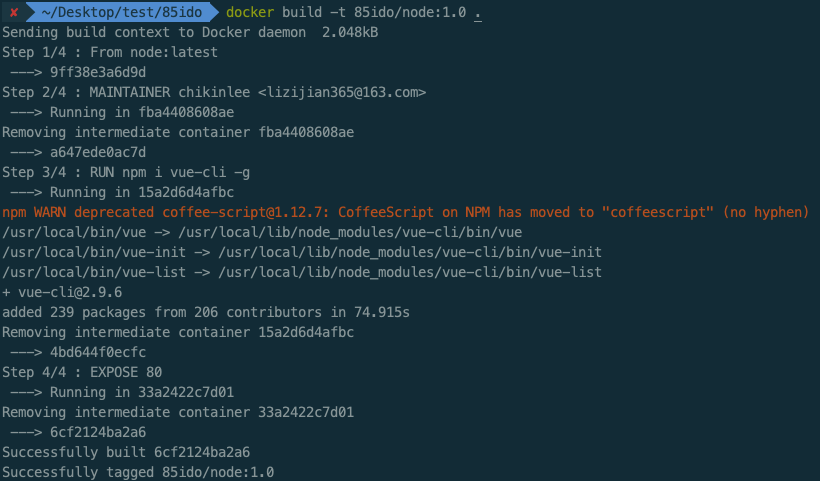 ✘ ~/Desktop/test/85ido docker build -t 85ido/node:1.0 .
Sending build context to Docker daemon  2.048kB
Step 1/4 : From node:latest
 ---> 9ff38e3a6d9d
Step 2/4 : MAINTAINER chikinlee <lizijian365@163.com>
 ---> Running in fba4408608ae
Removing intermediate container fba4408608ae
 ---> a647ede0ac7d
Step 3/4 : RUN npm i vue-cli -g
 ---> Running in 15a2d6d4afbc
npm WARN deprecated coffee-script@1.12.7: CoffeeScript on NPM has moved to "coffeescript" (no hyphen)
/usr/local/bin/vue -> /usr/local/lib/node_modules/vue-cli/bin/vue
/usr/local/bin/vue-init -> /usr/local/lib/node_modules/vue-cli/bin/vue-init
/usr/local/bin/vue-list -> /usr/local/lib/node_modules/vue-cli/bin/vue-list
+ vue-cli@2.9.6
added 239 packages from 206 contributors in 74.915s
Removing intermediate container 15a2d6d4afbc
 ---> 4bd644f0ecfc
Step 4/4 : EXPOSE 80
 ---> Running in 33a2422c7d01
Removing intermediate container 33a2422c7d01
 ---> 6cf2124ba2a6
Successfully built 6cf2124ba2a6
Successfully tagged 85ido/node:1.0